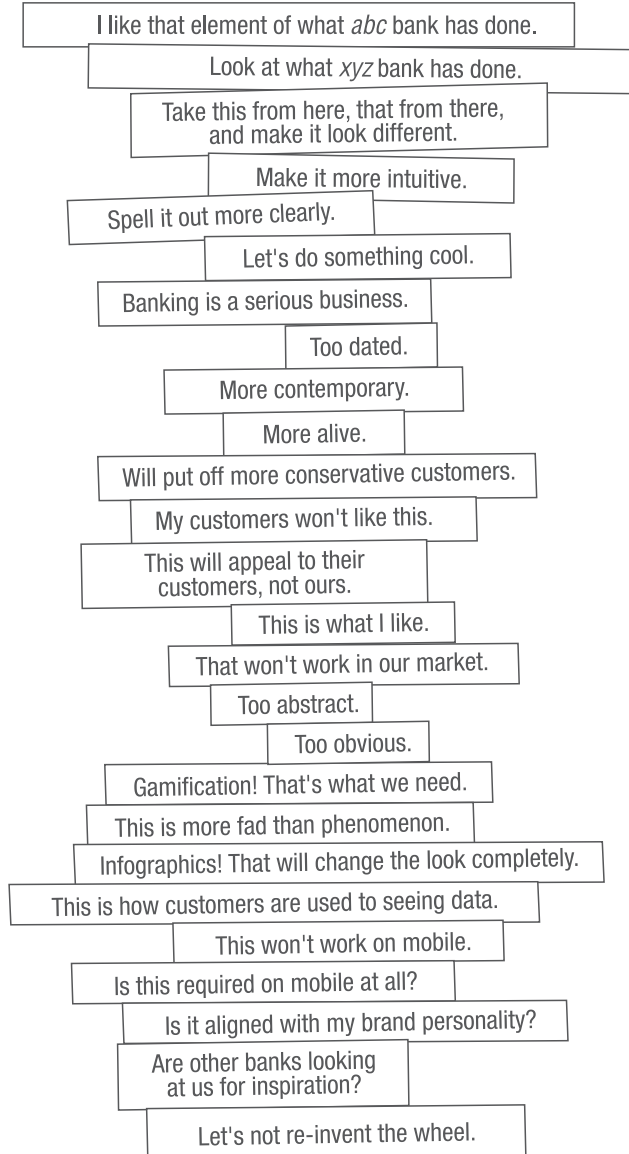 I like that element of what abc bank has done.
Look at what xyz bank has done.
Take this from here, that from there,
and make it look different.
Make it more intuitive.
Spell it out more clearly.
Let's do something cool.
Banking is a serious business.
Too dated.
More contemporary.
More alive.
Will put off more conservative customers.
My customers won't like this.
This will appeal to their
customers, not ours.
This is what I like.
That won't work in our market.
Too abstract.
Too obvious.
Gamification! That's what we need.
This is more fad than phenomenon.
Infographics! That will change the look completely.
This is how customers are used to seeing data.
This won't work on mobile.
Is this required on mobile at all?
Is it aligned with my brand personality?
Are other banks looking
at us for inspiration?
Let's not re-invent the wheel.